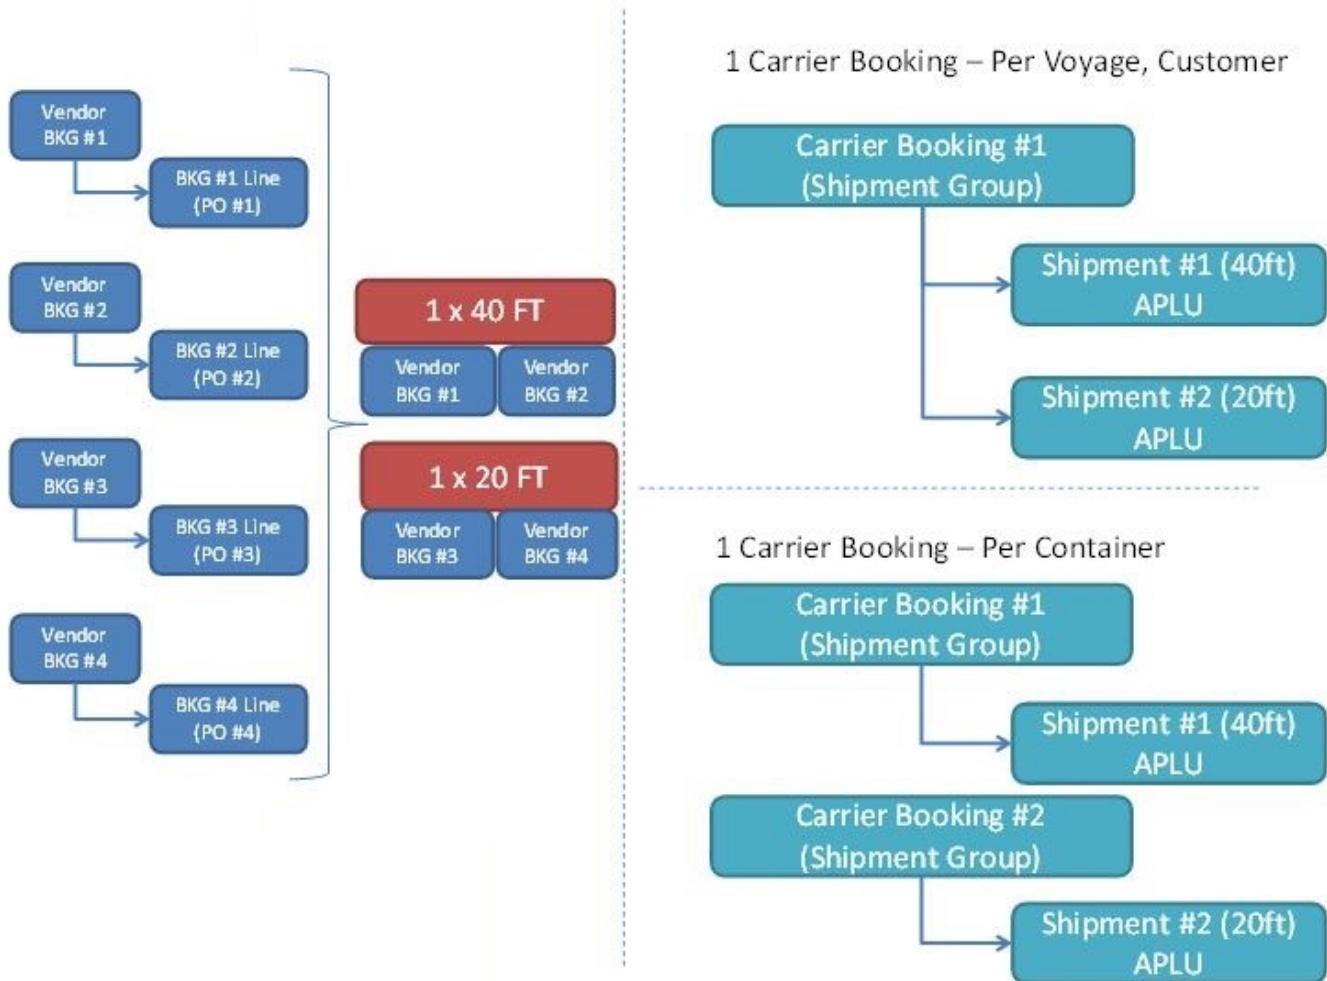 Vendor
BKG #1
BKG #1 Line
(PO #1)
Vendor
BKG #2
BKG #2 Line
(PO #2)
Vendor
BKG #3
BKG #3 Line
(PO #3)
Vendor
BKG #4
BKG #4 Line
(PO #4)
1 x 40 FT
Vendor
BKG #1
Vendor
BKG #2
1 x 20 FT
Vendor
BKG #3
Vendor
BKG #4
1 Carrier Booking – Per Voyage, Customer
Carrier Booking #1
(Shipment Group)
Shipment #1 (40ft)
APLU
Shipment #2 (20ft)
APLU
1 Carrier Booking – Per Container
Carrier Booking #1
(Shipment Group)
Shipment #1 (40ft)
APLU
Carrier Booking #2
(Shipment Group)
Shipment #2 (20ft)
APLU